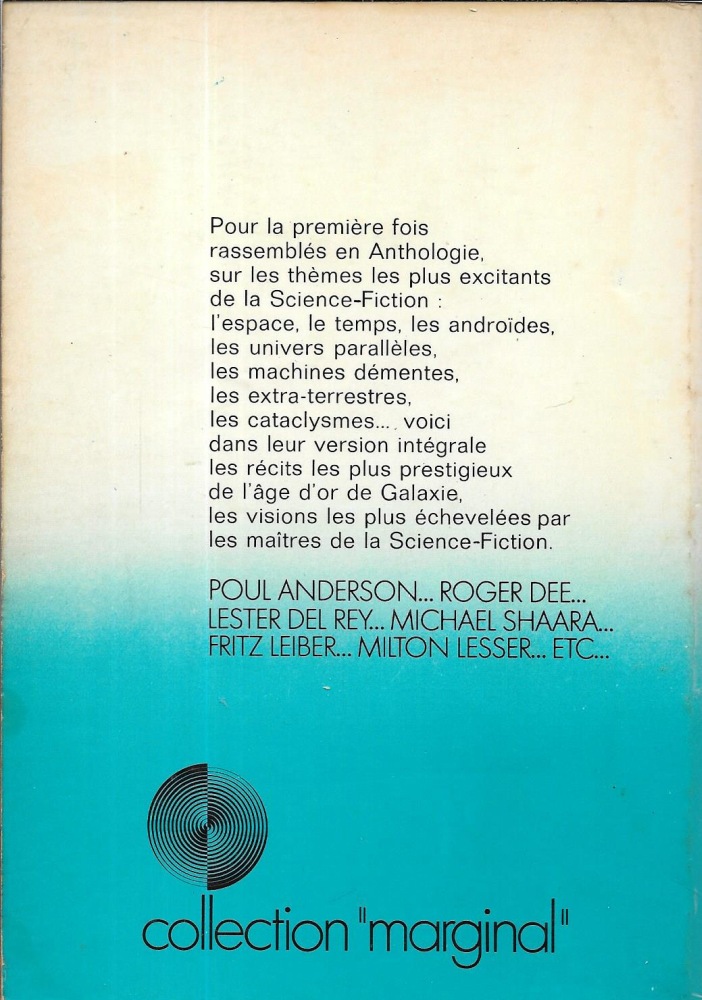 Pour la première fois
rassemblés en Anthologie,
sur les thèmes les plus excitants
de la Science-Fiction :
l'espace, le temps, les androïdes,
les univers parallèles,
les machines démentes,
les extra-terrestres,
les cataclysmes... voici
dans leur version intégrale
les récits les plus prestigieux
de l'âge d'or de Galaxie,
les visions les plus échevelées par
les maîtres de la Science-Fiction.
POUL ANDERSON... ROGER DEE...
LESTER DEL REY... MICHAEL SHAARA...
FRITZ LEIBER... MILTON LESSER... ETC...
collection "marginal"